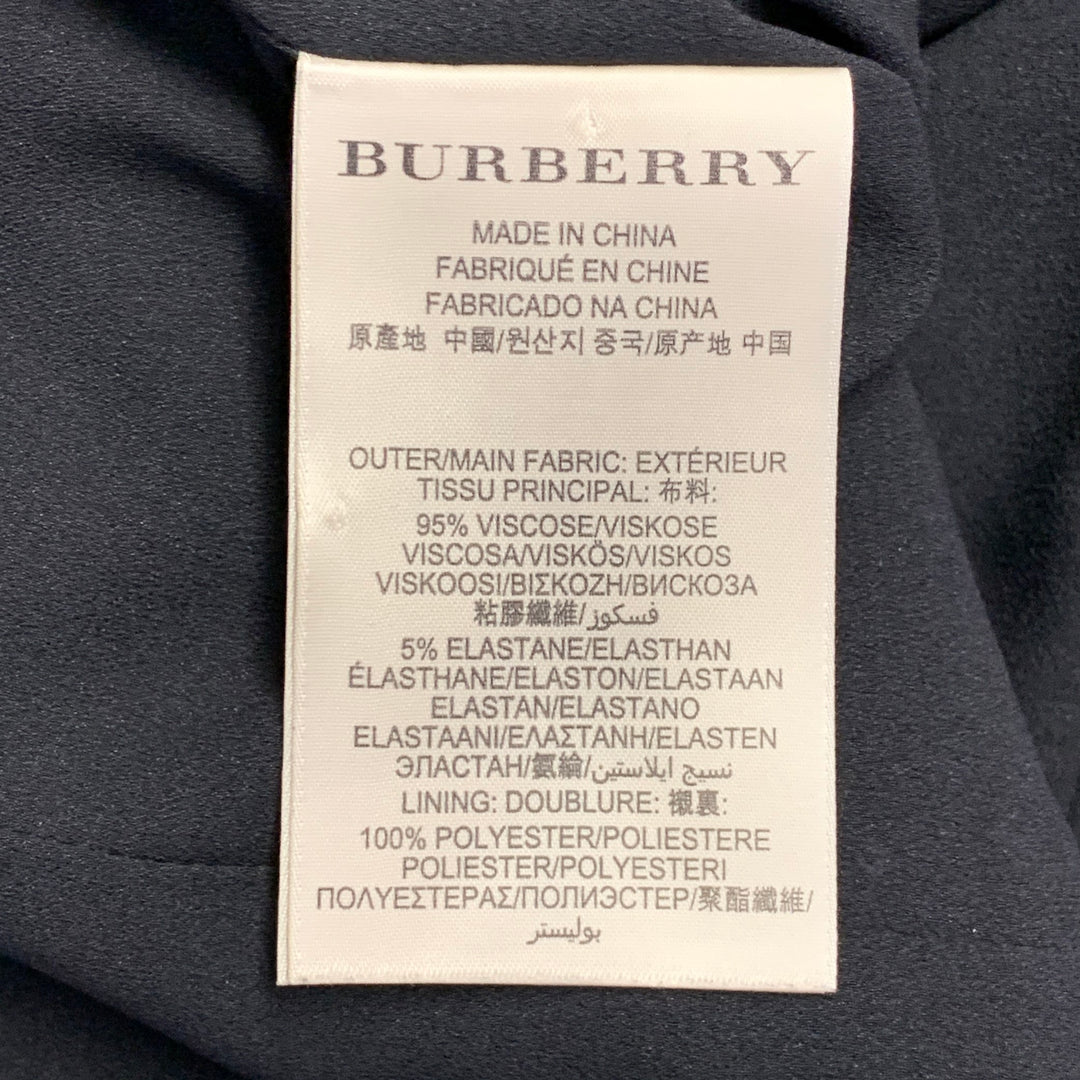 BURBERRY
MADE IN CHINA
FABRIQUÉ EN CHINE
FABRICADO NA CHINA
原產地 中國/원산지 중국/原产地 中国
OUTER/MAIN FABRIC: EXTÉRIEUR
TISSU PRINCIPAL: 布料:
95% VISCOSE/VISKOSE
VISCOSA/VISKÖS/VISKOS
VISKOOSI/ΒΙΣΚΟΖΗ/ВИСКОЗА
粘膠纖維/فسكوز
5% ELASTANE/ELASTHAN
ÉLASTHANE/ELASTON/ELASTAAN
ELASTAN/ELASTANO
ELASTAANI/ΕΛΑΣΤΑΝΗ/ELASTEN
ЭЛАСТАН/氨綸/نسيج ايلاستين
LINING: DOUBLURE: 襯裏:
100% POLYESTER/POLIESTERE
POLIESTER/POLYESTERI
ΠΟΛΥΕΣΤΕΡΑΣ/ПОЛИЭСТЕР/聚酯纖維/
بوليستر